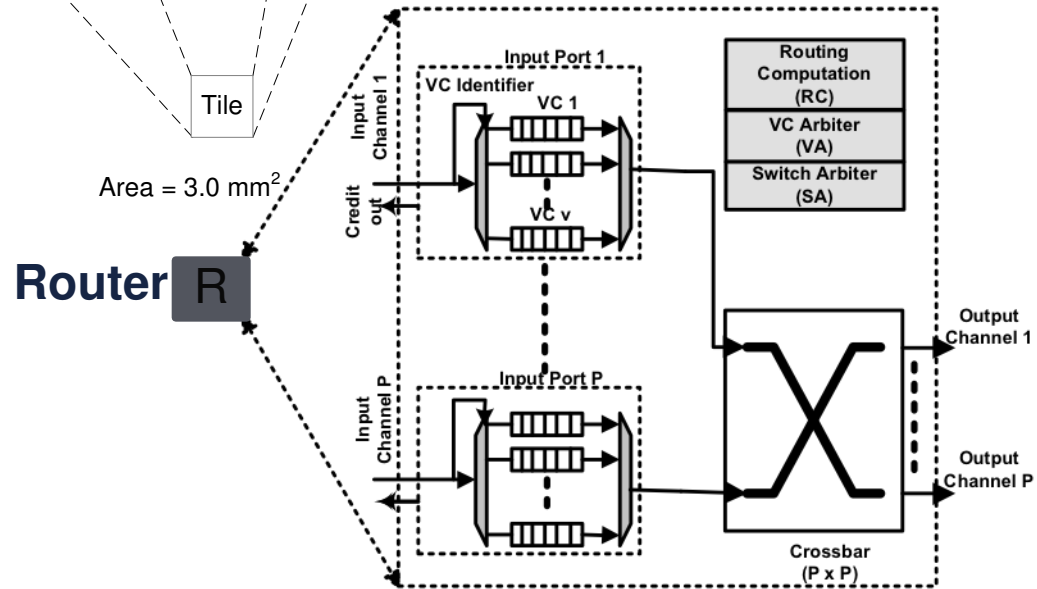 Tile
Area = 3.0 mm²
Router
R
Input Port 1
VC Identifier
VC 1
VC v
Input
Channel 1
Credit
out
Input Port P
Input
Channel P
Routing
Computation
(RC)
VC Arbiter
(VA)
Switch Arbiter
(SA)
Output
Channel 1
Output
Channel P
Crossbar
(P x P)